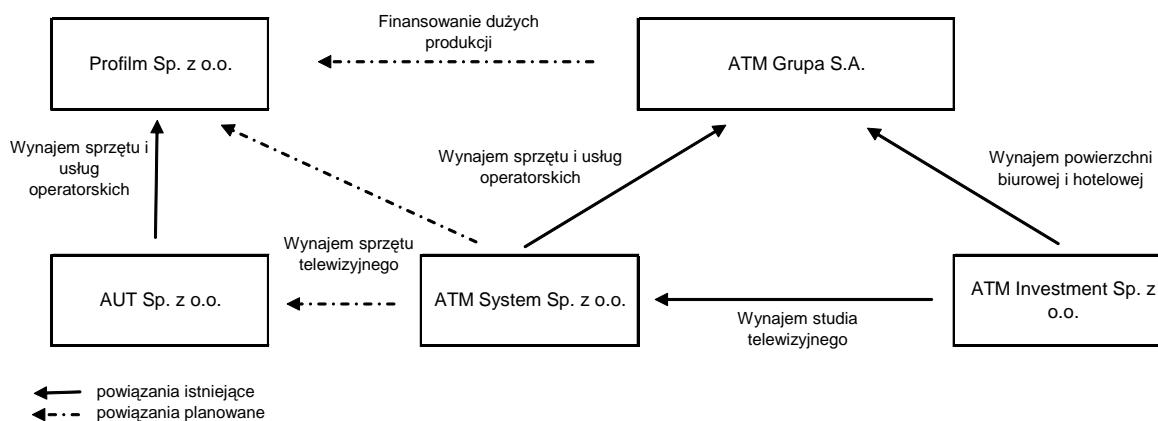 Finansowanie dużych
produkcji
Profilm Sp. z o.o.
ATM Grupa S.A.
Wynajem sprzętu i
usług
operatorskich
Wynajem sprzętu i usług
operatorskich
Wynajem powierzchni
biurowej i hotelowej
Wynajem sprzętu
telewizyjnego
AUT Sp. z o.o.
ATM System Sp. z o.o.
ATM Investment Sp. z
o.o.
Wynajem studia
telewizyjnego
powiązania istniejące
powiązania planowane